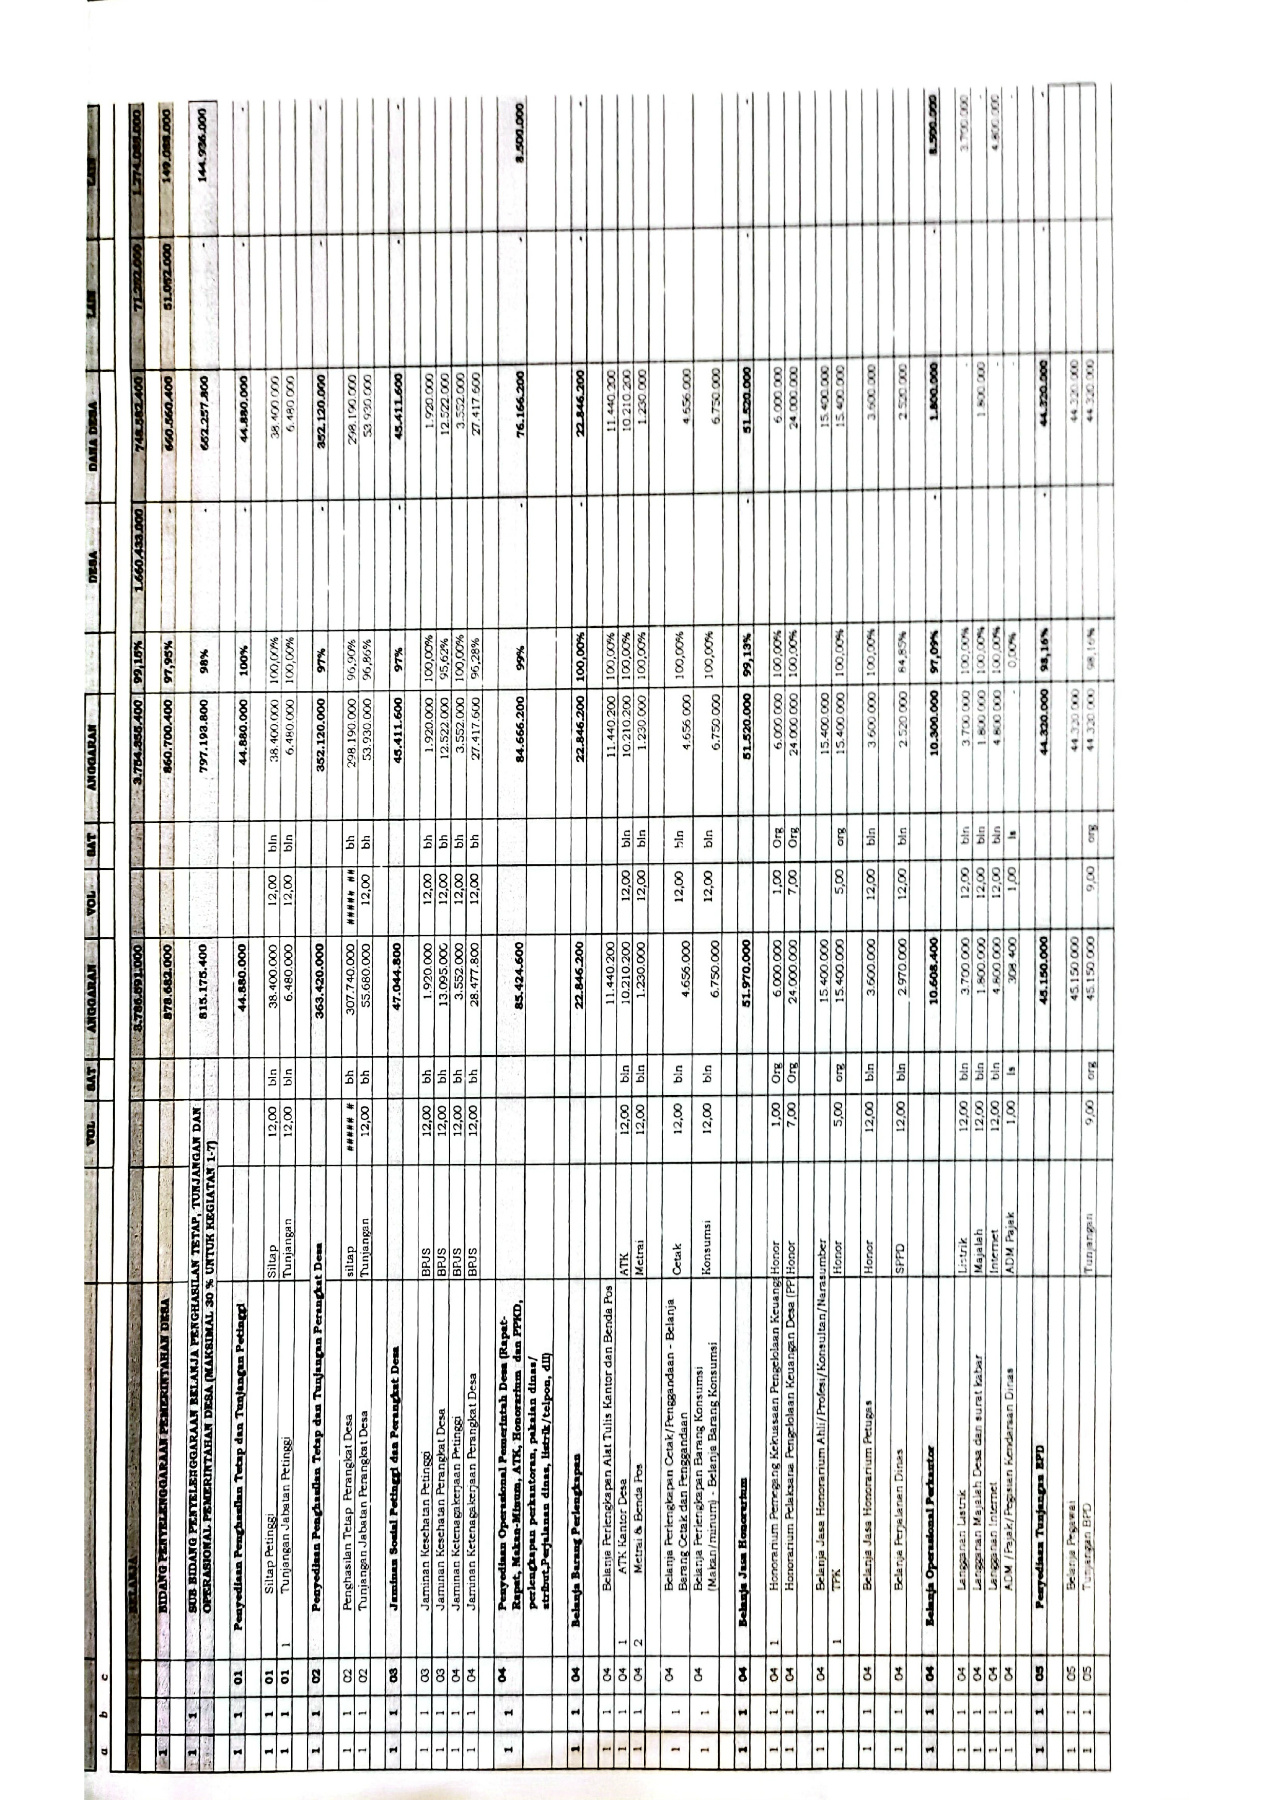 a b c VOL SAT ANGGARAN VOL SAT ANGGARAN DESA DANA DESA LAIN LAIN
BELANJA 3.786.691.000 3.754.355.400 99,15% 1.660.433.000 748.582.400 71.252.000 1.274.088.000
1 BIDANG PENYELENGGARAAN PEMERINTAHAN DESA 878.682.000 860.700.400 97,95% - 660.560.400 51.052.000 149.088.000
1 1 SUB BIDANG PENYELENGGARAAN BELANJA PENGHASILAN TETAP, TUNJANGAN DAN
OPERASIONAL PEMERINTAHAN DESA (MAKSIMAL 30 % UNTUK KEGIATAN 1-7) 815.175.400 797.193.800 98% - 652.257.800 - 144.936.000
1 1 01 Penyediaan Penghasilan Tetap dan Tunjangan Petinggi 44.880.000 44.880.000 100% - 44.880.000 - -
1 1 01 Siltap Petinggi Siltap 12,00 bln 38.400.000 12,00 bln 38.400.000 100,00% 38.400.000
1 1 01 1 Tunjangan Jabatan Petinggi Tunjangan 12,00 bln 6.480.000 12,00 bln 6.480.000 100,00% 6.480.000
1 1 02 Penyediaan Penghasilan Tetap dan Tunjangan Perangkat Desa 363.420.000 352.120.000 97% - 352.120.000 - -
1 1 02 Penghasilan Tetap Perangkat Desa siltap ##### # bh 307.740.000 ##### ## bh 298.190.000 96,90% 298.190.000
1 1 02 Tunjangan Jabatan Perangkat Desa Tunjangan 12,00 bh 55.680.000 12,00 bh 53.930.000 96,86% 53.930.000
1 1 03 Jaminan Sosial Petinggi dan Perangkat Desa 47.044.800 45.411.600 97% - 45.411.600 - -
1 1 03 Jaminan Kesehatan Petinggi BPJS 12,00 bh 1.920.000 12,00 bh 1.920.000 100,00% 1.920.000
1 1 03 Jaminan Kesehatan Perangkat Desa BPJS 12,00 bh 13.095.000 12,00 bh 12.522.000 95,62% 12.522.000
1 1 04 Jaminan Ketenagakerjaan Petinggi BPJS 12,00 bh 3.552.000 12,00 bh 3.552.000 100,00% 3.552.000
1 1 04 Jaminan Ketenagakerjaan Perangkat Desa BPJS 12,00 bh 28.477.800 12,00 bh 27.417.600 96,28% 27.417.600
1 1 04 Penyediaan Operasional Pemerintah Desa (Rapat-
Rapat, Makan-Minum, ATK, Honorarium dan PPKD,
perlengkapan perkantoran, pakaian dinas/
atribut,Perjalanan dinas, listrik/telpon, dll) 85.424.600 84.666.200 99% - 76.166.200 - 8.500.000
1 1 04 Belanja Barang Perlengkapan 22.846.200 22.846.200 100,00% - 22.846.200 - -
1 1 04 Belanja Perlengkapan Alat Tulis Kantor dan Benda Pos 11.440.200 11.440.200 100,00% 11.440.200
1 1 04 1 ATK Kantor Desa ATK 12,00 bln 10.210.200 12,00 bln 10.210.200 100,00% 10.210.200
1 1 04 2 Metrai & Benda Pos Metrai 12,00 bln 1.230.000 12,00 bln 1.230.000 100,00% 1.230.000
1 1 04 Belanja Perlengkapan Cetak/Penggandaan - Belanja
Barang Cetak dan Penggandaan Cetak 12,00 bln 4.656.000 12,00 bln 4.656.000 100,00% 4.656.000
1 1 04 Belanja Perlengkapan Barang Konsumsi
(Makan/minum) - Belanja Barang Konsumsi) Konsumsi 12,00 bln 6.750.000 12,00 bln 6.750.000 100,00% 6.750.000
1 1 04 Belanja Jasa Honorarium 51.970.000 51.520.000 99,13% 51.520.000 - -
1 1 04 1 Honorarium Pemegang Kekuasaan Pengelolaan Keuang Honor 1,00 Org 6.000.000 1,00 Org 6.000.000 100,00% 6.000.000
1 1 04 Honorarium Pelaksana Pengelolaan Keuangan Desa (PP Honor 7,00 Org 24.000.000 7,00 Org 24.000.000 100,00% 24.000.000
1 1 04 Belanja Jasa Honorarium Ahli/Profesi/Konsultan/Narasumber 15.400.000 15.400.000 15.400.000
1 TPK Honor 5,00 org 15.400.000 5,00 org 15.400.000 100,00% 15.400.000
1 1 04 Belanja Jasa Honorarium Petugas Honor 12,00 bln 3.600.000 12,00 bln 3.600.000 100,00% 3.600.000
1 1 04 Belanja Perjalanan Dinas SPPD 12,00 bln 2.970.000 12,00 bln 2.520.000 84,85% 2.520.000
1 1 04 Belanja Operasional Perkantor 10.608.400 10.300.000 97,09% - 1.800.000 - 8.500.000
1 1 04 Langganan Listrik Listrik 12,00 bln 3.700.000 12,00 bln 3.700.000 100,00% - 3.700.000
1 1 04 Langganan Majalah Desa dan surat kabar Majalah 12,00 bln 1.800.000 12,00 bln 1.800.000 100,00% 1.800.000 -
1 1 04 Langganan Internet Internet 12,00 bln 4.800.000 12,00 bln 4.800.000 100,00% - 4.800.000
1 1 04 ADM /Pajak/Pegisan Kendaraan Dinas ADM Pajak 1,00 ls 308.400 1,00 ls - 0,00% - -
1 1 05 Penyediaan Tunjangan BPD 45.150.000 44.320.000 98,16% - 44.320.000 - -
1 1 05 Belanja Pegawai 45.150.000 44.320.000 44.320.000
1 1 05 Tunjangan BPD Tunjangan 9,00 org 45.150.000 9,00 org 44.320.000 98,16% 44.320.000